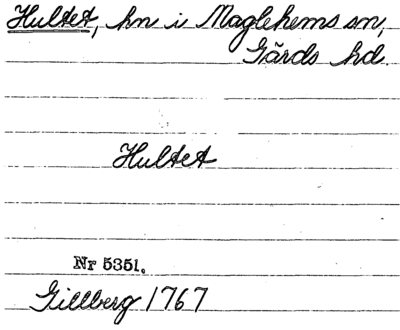 Hultet, hn i Maglehems sn,
Gärds hd.
Hultet
Nr 5351.
Gillberg 1767